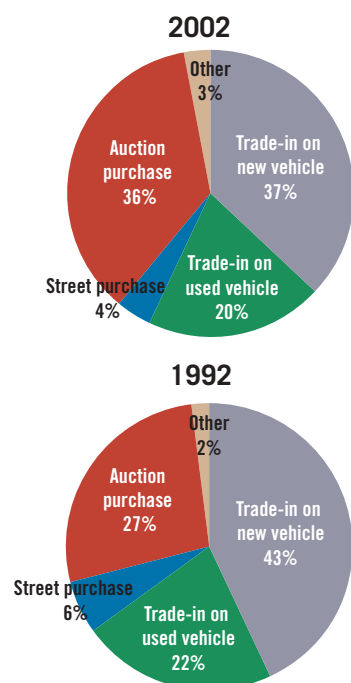 2002
Other
3%
Trade-in on
new vehicle
37%
Auction
purchase
36%
Trade-in on
used vehicle
20%
Street purchase
4%
1992
Other
2%
Trade-in on
new vehicle
43%
Auction
purchase
27%
Street purchase
6%
Trade-in on
used vehicle
22%